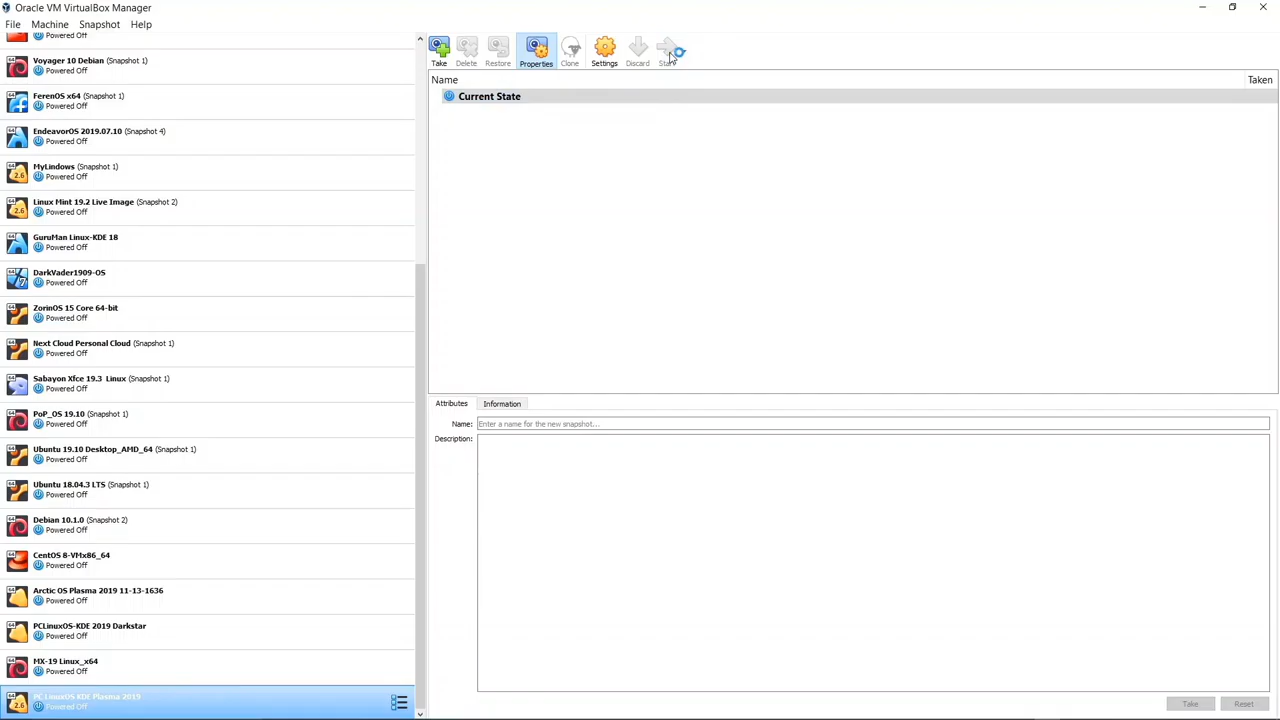 Oracle VM VirtualBox Manager
File Machine Snapshot Help
Powered Off
Voyager 10 Debian (Snapshot 1)
Powered Off
FerenOS x64 (Snapshot 1)
Powered Off
EndeavorOS 2019.07.10 (Snapshot 4)
Powered Off
MyLindows (Snapshot 1)
Powered Off
Linux Mint 19.2 Live Image (Snapshot 2)
Powered Off
GuruMan Linux-KDE 18
Powered Off
DarkVader1909-OS
Powered Off
ZorinOS 15 Core 64-bit
Powered Off
Next Cloud Personal Cloud (Snapshot 1)
Powered Off
Sabayon Xfce 19.3 Linux (Snapshot 1)
Powered Off
PoP_OS 19.10 (Snapshot 1)
Powered Off
Ubuntu 19.10 Desktop_AMD_64 (Snapshot 1)
Powered Off
Ubuntu 18.04.3 LTS (Snapshot 1)
Powered Off
Debian 10.1.0 (Snapshot 2)
Powered Off
CentOS 8-VMx86_64
Powered Off
Arctic OS Plasma 2019 11-13-1636
Powered Off
PCLinuxOS-KDE 2019 Darkstar
Powered Off
MX-19 Linux_x64
Powered Off
PC LinuxOS KDE Plasma 2019
Powered Off
Take Delete Restore Properties Clone Settings Discard
Name Taken
Current State
Attributes Information
Name: Enter a name for the new snapshot...
Description:
Take Reset